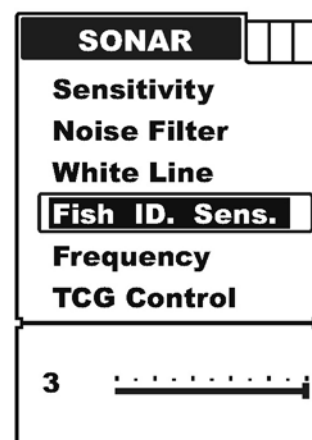 SONAR
Sensitivity
Noise Filter
White Line
Fish ID. Sens.
Frequency
TCG Control
3